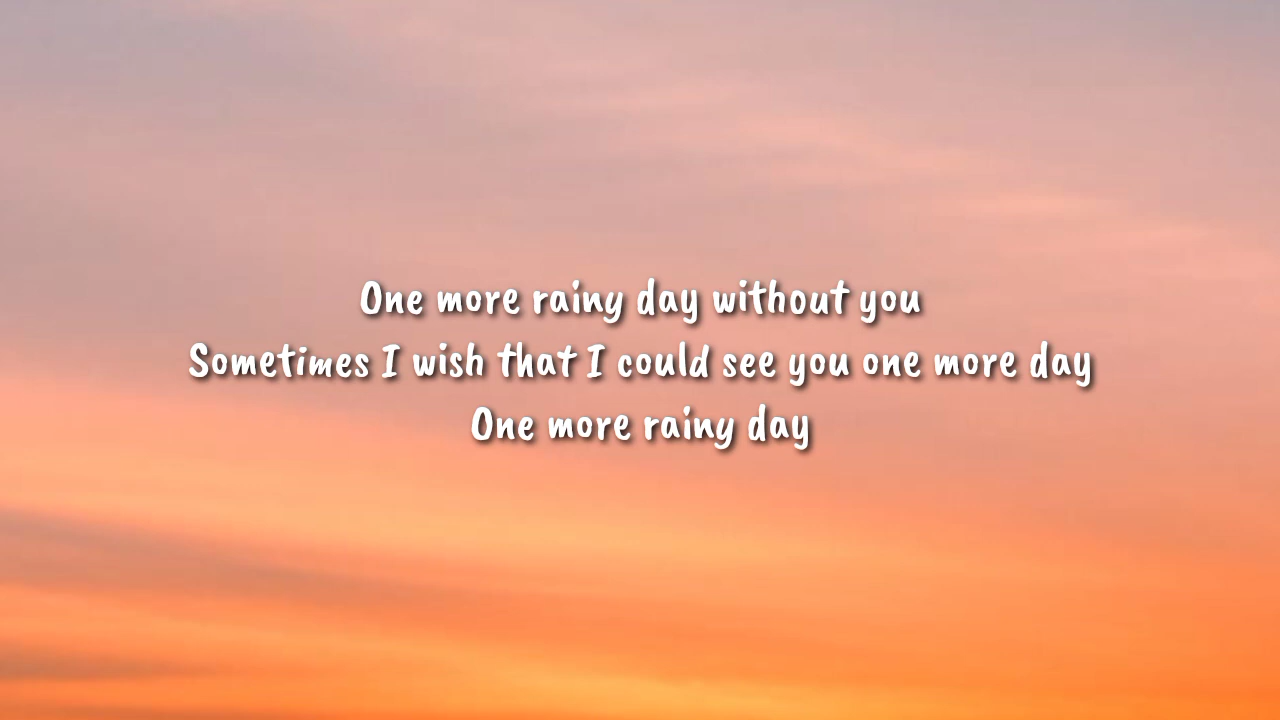 One more rainy day without you
Sometimes I wish that I could see you one more day
One more rainy day